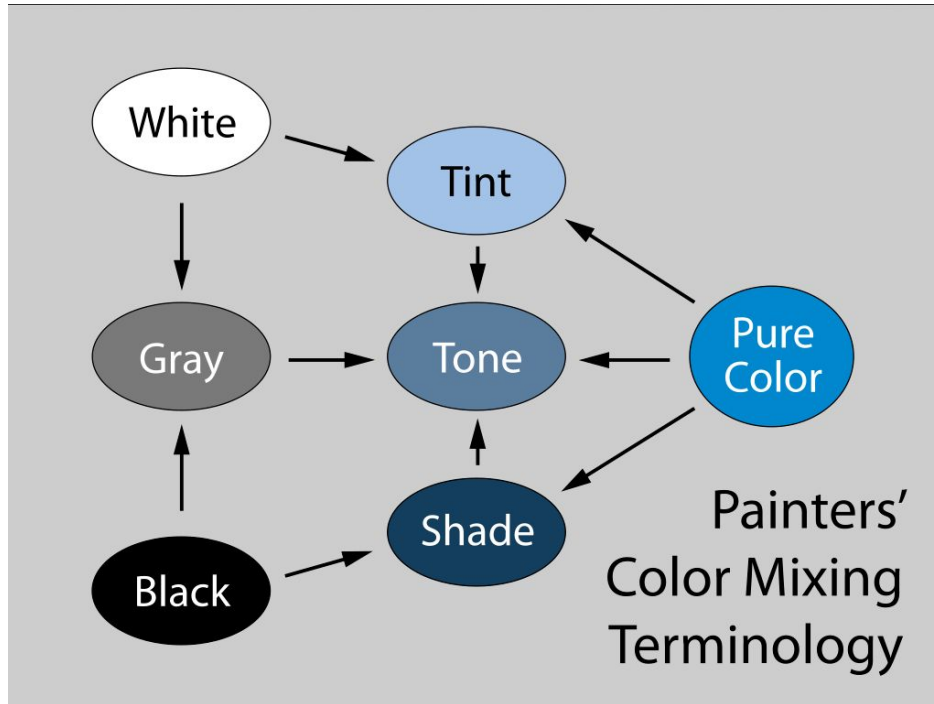 White
Tint
Gray
Tone
Pure
Color
Shade
Black
Painters’
Color Mixing
Terminology